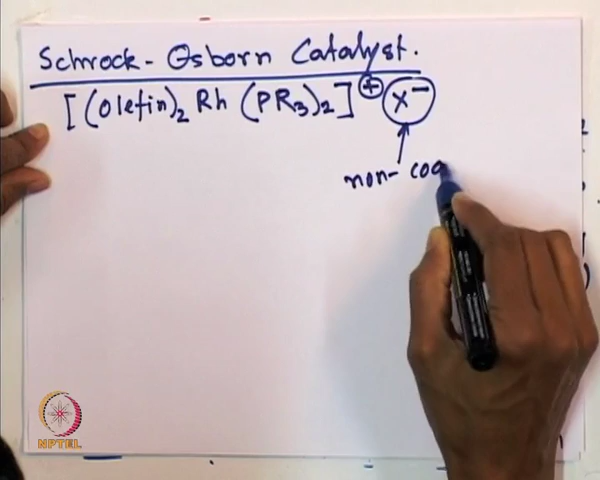 Schrock-Osborn Catalyst.
[(Olefin)₂ Rh (PR₃)₂]⊕ X⁻
non-coo
NPTEL